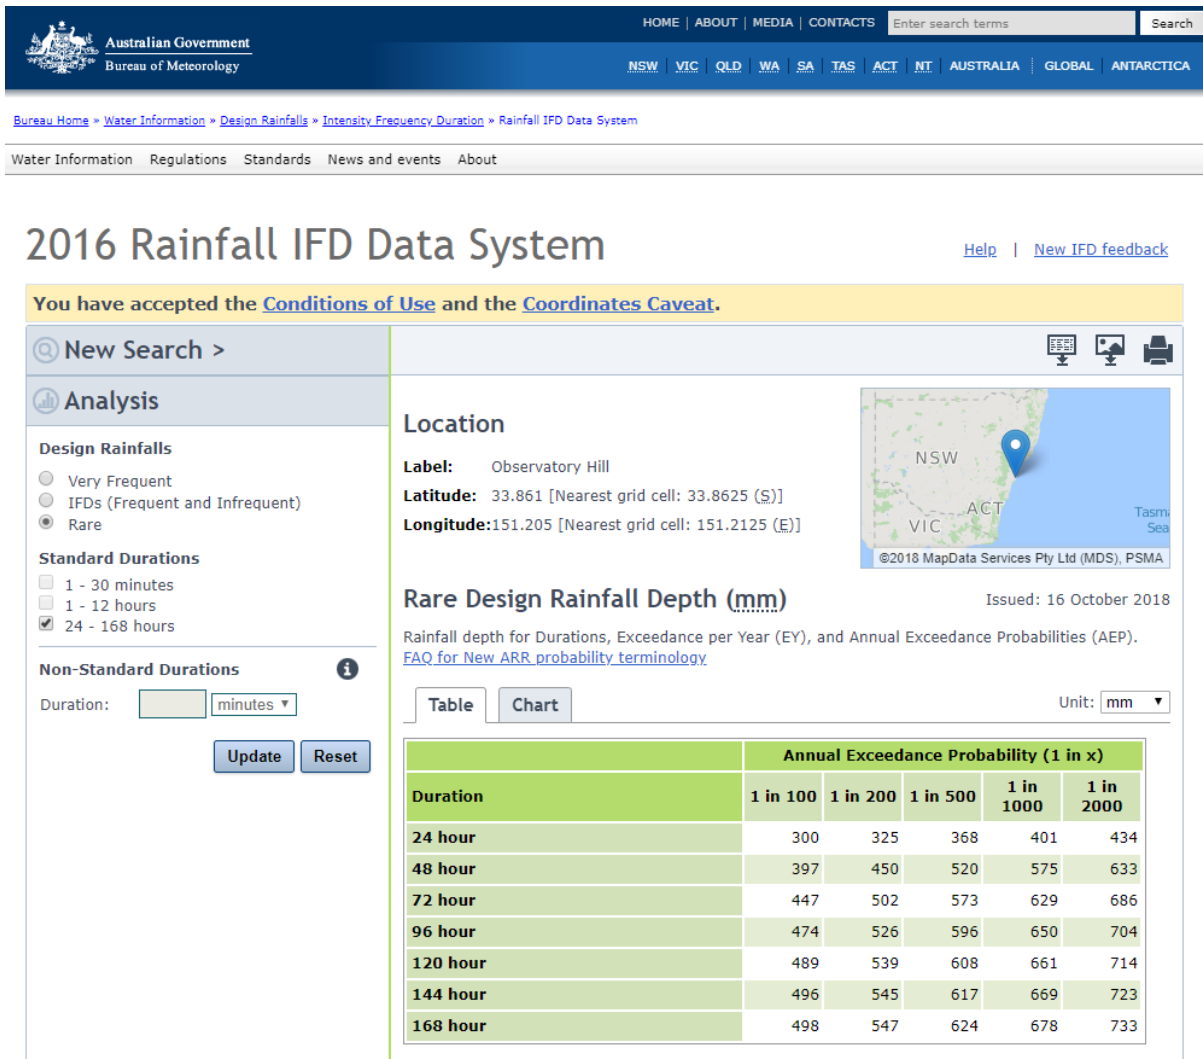 HOME | ABOUT | MEDIA | CONTACTS Enter search terms Search
Australian Government
Bureau of Meteorology
NSW VIC QLD WA SA TAS ACT NT AUSTRALIA GLOBAL ANTARCTICA
Bureau Home » Water Information » Design Rainfalls » Intensity Frequency Duration » Rainfall IFD Data System
Water Information Regulations Standards News and events About
2016 Rainfall IFD Data System
Help | New IFD feedback
You have accepted the Conditions of Use and the Coordinates Caveat.
New Search >
Analysis
Design Rainfalls
Very Frequent
IFDs (Frequent and Infrequent)
Rare
Standard Durations
1 - 30 minutes
1 - 12 hours
24 - 168 hours
Non-Standard Durations
Duration: minutes
Update Reset
Location
Label: Observatory Hill
Latitude: 33.861 [Nearest grid cell: 33.8625 (S)]
Longitude:151.205 [Nearest grid cell: 151.2125 (E)]
NSW
ACT
VIC
Tasma
Sea
©2018 MapData Services Pty Ltd (MDS), PSMA
Rare Design Rainfall Depth (mm)
Issued: 16 October 2018
Rainfall depth for Durations, Exceedance per Year (EY), and Annual Exceedance Probabilities (AEP).
FAQ for New ARR probability terminology
Table Chart
Unit: mm
Annual Exceedance Probability (1 in x)
Duration 1 in 100 1 in 200 1 in 500 1 in 1000 1 in 2000
24 hour 300 325 368 401 434
48 hour 397 450 520 575 633
72 hour 447 502 573 629 686
96 hour 474 526 596 650 704
120 hour 489 539 608 661 714
144 hour 496 545 617 669 723
168 hour 498 547 624 678 733